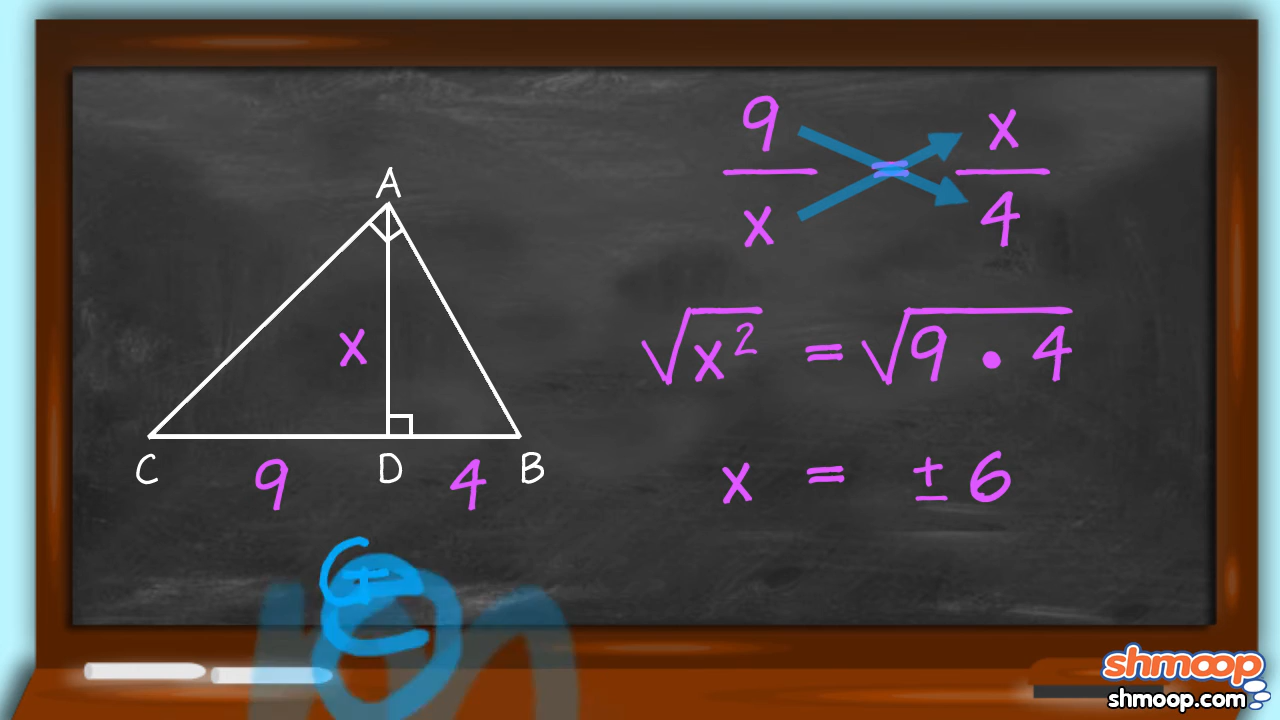 A
x
C 9 D 4 B
9/x = x/4
√x² = √9 • 4
x = ± 6
shmoop
shmoop.com